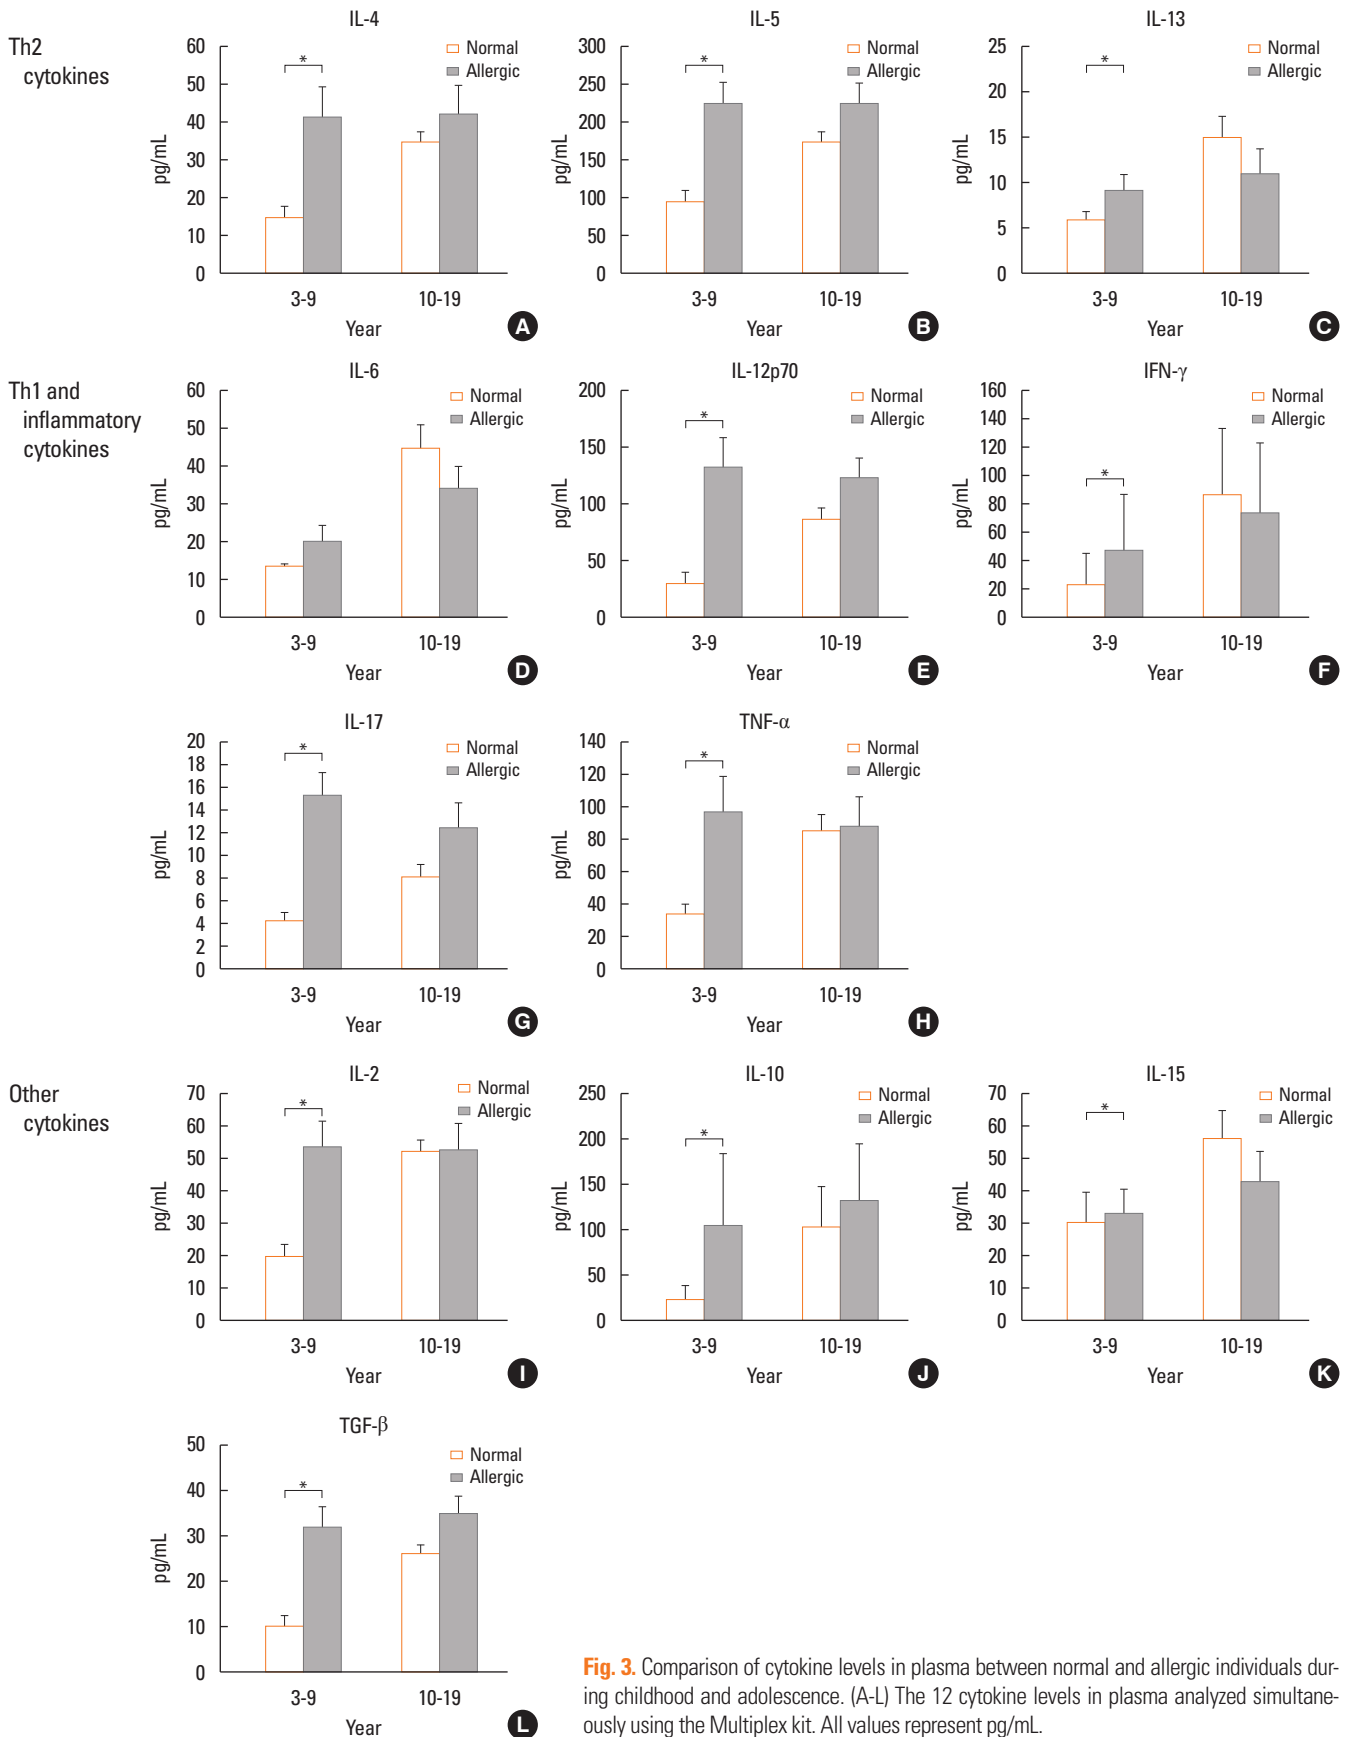 Th2
cytokines
IL-4
60
50
40
30
20
10
0
pg/mL
Normal
Allergic
*
3-9
10-19
Year
A
IL-5
300
250
200
150
100
50
0
pg/mL
Normal
Allergic
*
3-9
10-19
Year
B
IL-13
25
20
15
10
5
0
pg/mL
Normal
Allergic
*
3-9
10-19
Year
C
Th1 and
inflammatory
cytokines
IL-6
60
50
40
30
20
10
0
pg/mL
Normal
Allergic
3-9
10-19
Year
D
IL-12p70
200
150
100
50
0
pg/mL
Normal
Allergic
*
3-9
10-19
Year
E
IFN-γ
160
140
120
100
80
60
40
20
0
pg/mL
Normal
Allergic
*
3-9
10-19
Year
F
IL-17
20
18
16
14
12
10
8
6
4
2
0
pg/mL
Normal
Allergic
*
3-9
10-19
Year
G
TNF-α
140
120
100
80
60
40
20
0
pg/mL
Normal
Allergic
*
3-9
10-19
Year
H
Other
cytokines
IL-2
70
60
50
40
30
20
10
0
pg/mL
Normal
Allergic
*
3-9
10-19
Year
I
IL-10
250
200
150
100
50
0
pg/mL
Normal
Allergic
*
3-9
10-19
Year
J
IL-15
70
60
50
40
30
20
10
0
pg/mL
Normal
Allergic
*
3-9
10-19
Year
K
TGF-β
50
40
30
20
10
0
pg/mL
Normal
Allergic
*
3-9
10-19
Year
L
Fig. 3. Comparison of cytokine levels in plasma between normal and allergic individuals dur-
ing childhood and adolescence. (A-L) The 12 cytokine levels in plasma analyzed simultane-
ously using the Multiplex kit. All values represent pg/mL.